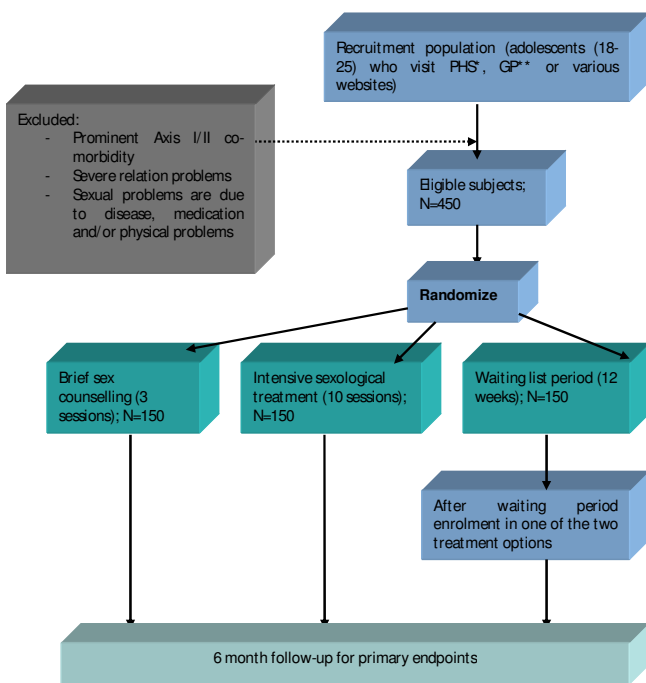 Recruitment population (adolescents (18-
25) who visit PHS*, GP** or various
websites)
Excluded:
- Prominent Axis I/II co-
morbidity
- Severe relation problems
- Sexual problems are due
to disease, medication
and/or physical problems
Eligible subjects;
N=450
Randomize
Brief sex
counselling (3
sessions); N=150
Intensive sexological
treatment (10 sessions);
N=150
Waiting list period (12
weeks); N=150
After waiting period
enrolment in one of the two
treatment options
6 month follow-up for primary endpoints